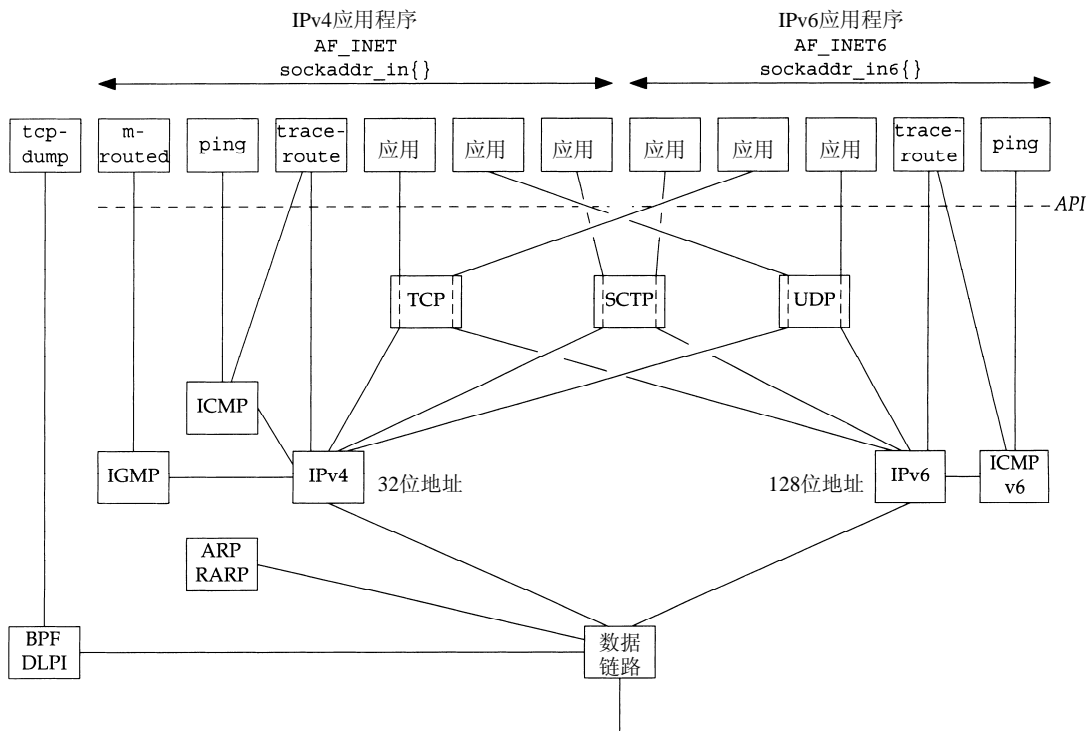 IPv4应用程序
AF_INET
sockaddr_in{}
IPv6应用程序
AF_INET6
sockaddr_in6{}
tcp-
dump
m-
routed
ping
trace-
route
应用
应用
应用
应用
应用
应用
trace-
route
ping
API
TCP
SCTP
UDP
ICMP
IGMP
IPv4
32位地址
128位地址
IPv6
ICMP
v6
ARP
RARP
BPF
DLPI
数据
链路